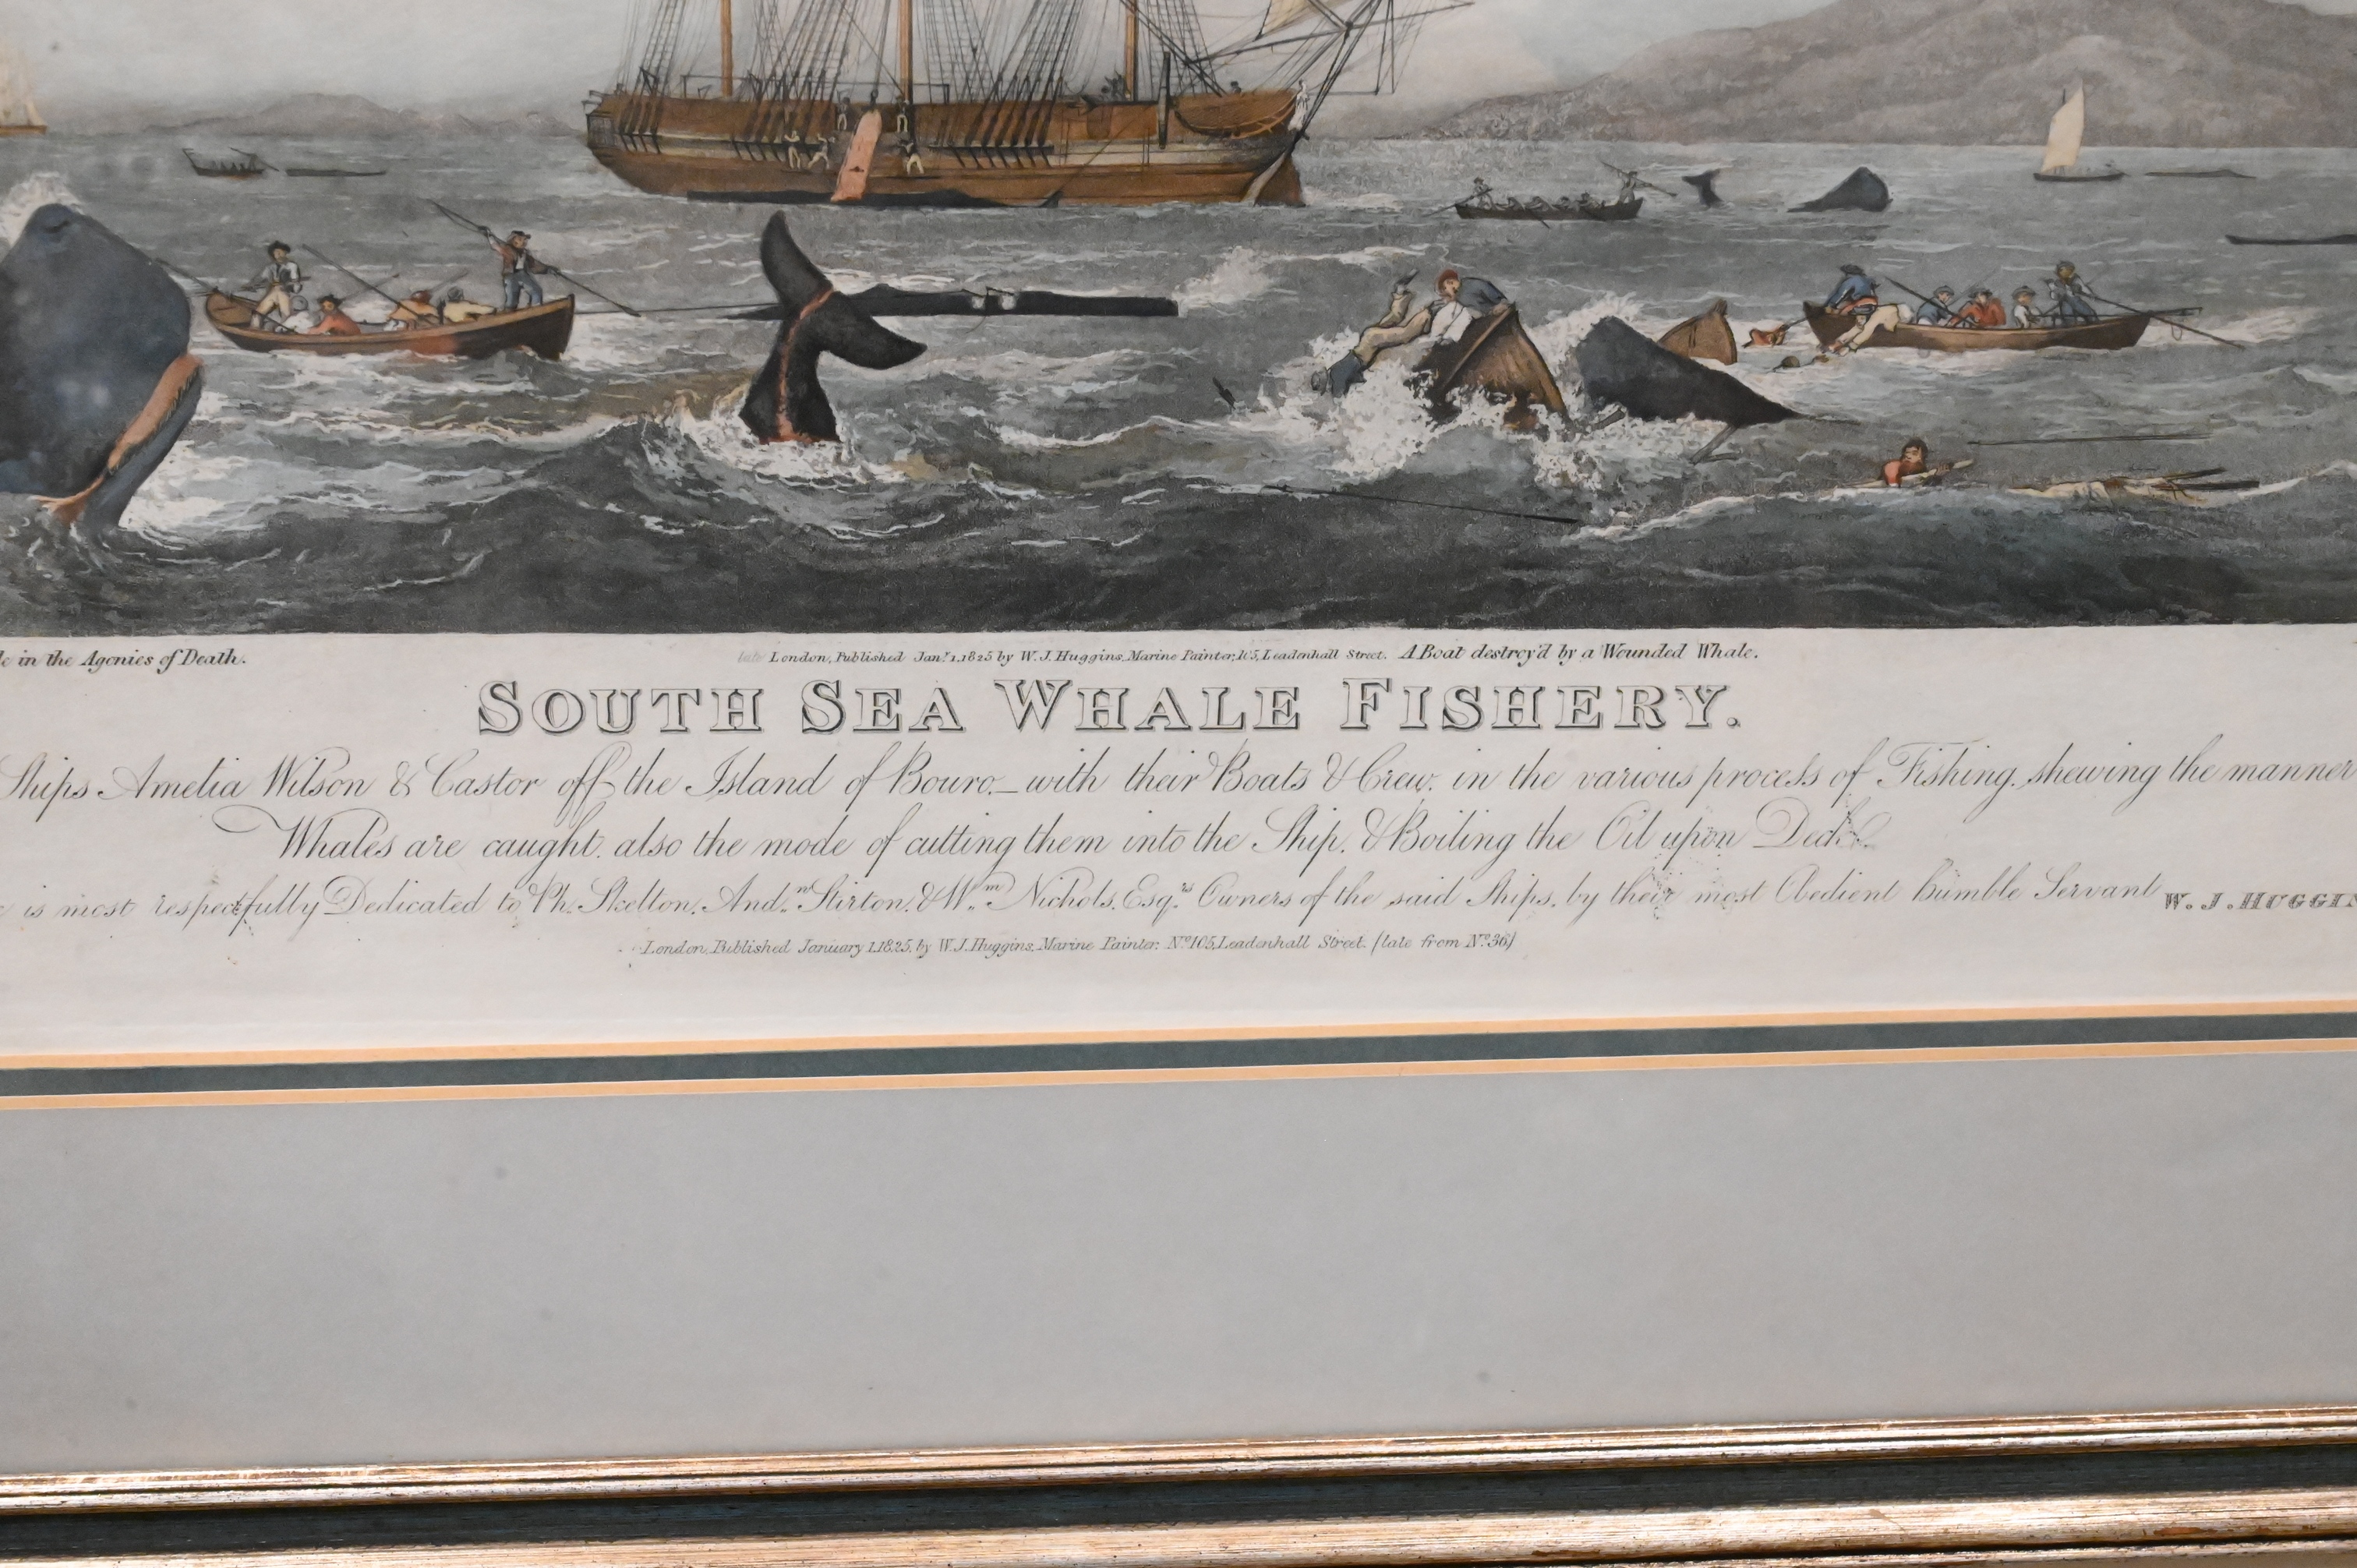 in the Agonies of Death.
late London, Published Jan.y 1, 1825 by W. J. Huggins, Marine Painter, 105, Leadenhall Street. A Boat destroy'd by a Wounded Whale.
SOUTH SEA WHALE FISHERY.
Ships Amelia Wilson & Castor off the Island of Bouro_with their Boats & Crew, in the various process of Fishing, shewing the manner
Whales are caught, also the mode of cutting them into the Ship, & Boiling the Oil upon Deck &.
is most respectfully Dedicated to Ph. Skelton, And.n Stirton, & W.m Nichols, Esq.rs Owners of the said Ships, by their most Obedient humble Servant W. J. HUGGIN
London, Published January 1, 1825, by W. J. Huggins, Marine Painter, No. 105, Leadenhall Street. (late from No. 36)